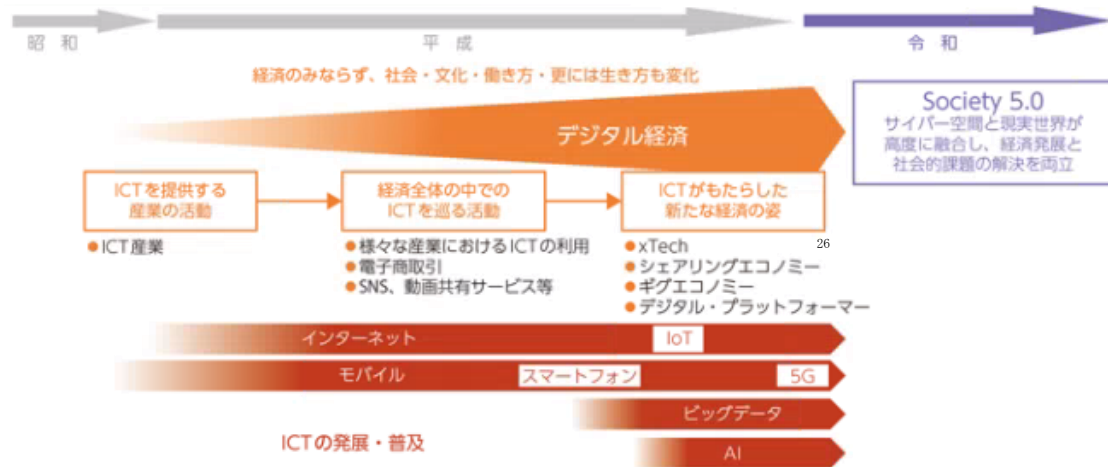 昭 和
平 成
令 和
経済のみならず、社会・文化・働き方・更には生き方も変化
デジタル経済
Society 5.0
サイバー空間と現実世界が
高度に融合し、経済発展と
社会的課題の解決を両立
ICTを提供する
産業の活動
経済全体の中での
ICTを巡る活動
ICTがもたらした
新たな経済の姿
●ICT産業
●様々な産業におけるICTの利用
●電子商取引
●SNS、動画共有サービス等
26
●xTech
●シェアリングエコノミー
●ギグエコノミー
●デジタル・プラットフォーマー
インターネット
IoT
モバイル
スマートフォン
5G
ビッグデータ
ICTの発展・普及
AI